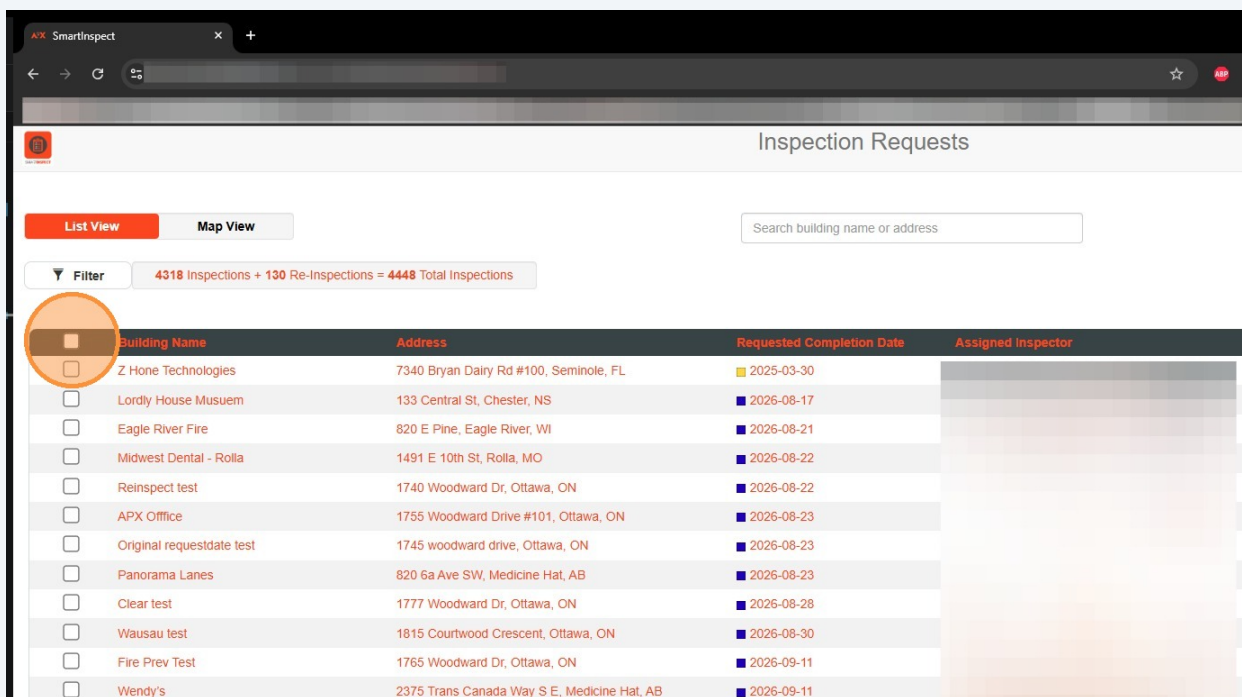 APX SmartInspect
ABP
Inspection Requests
List View Map View Search building name or address
Filter 4318 Inspections + 130 Re-Inspections = 4448 Total Inspections
Building Name Address Requested Completion Date Assigned Inspector
Z Hone Technologies 7340 Bryan Dairy Rd #100, Seminole, FL 2025-03-30
Lordly House Musuem 133 Central St, Chester, NS 2026-08-17
Eagle River Fire 820 E Pine, Eagle River, WI 2026-08-21
Midwest Dental - Rolla 1491 E 10th St, Rolla, MO 2026-08-22
Reinspect test 1740 Woodward Dr, Ottawa, ON 2026-08-22
APX Offfice 1755 Woodward Drive #101, Ottawa, ON 2026-08-23
Original requestdate test 1745 woodward drive, Ottawa, ON 2026-08-23
Panorama Lanes 820 6a Ave SW, Medicine Hat, AB 2026-08-23
Clear test 1777 Woodward Dr, Ottawa, ON 2026-08-28
Wausau test 1815 Courtwood Crescent, Ottawa, ON 2026-08-30
Fire Prev Test 1765 Woodward Dr, Ottawa, ON 2026-09-11
Wendy's 2375 Trans Canada Way S E, Medicine Hat, AB 2026-09-11